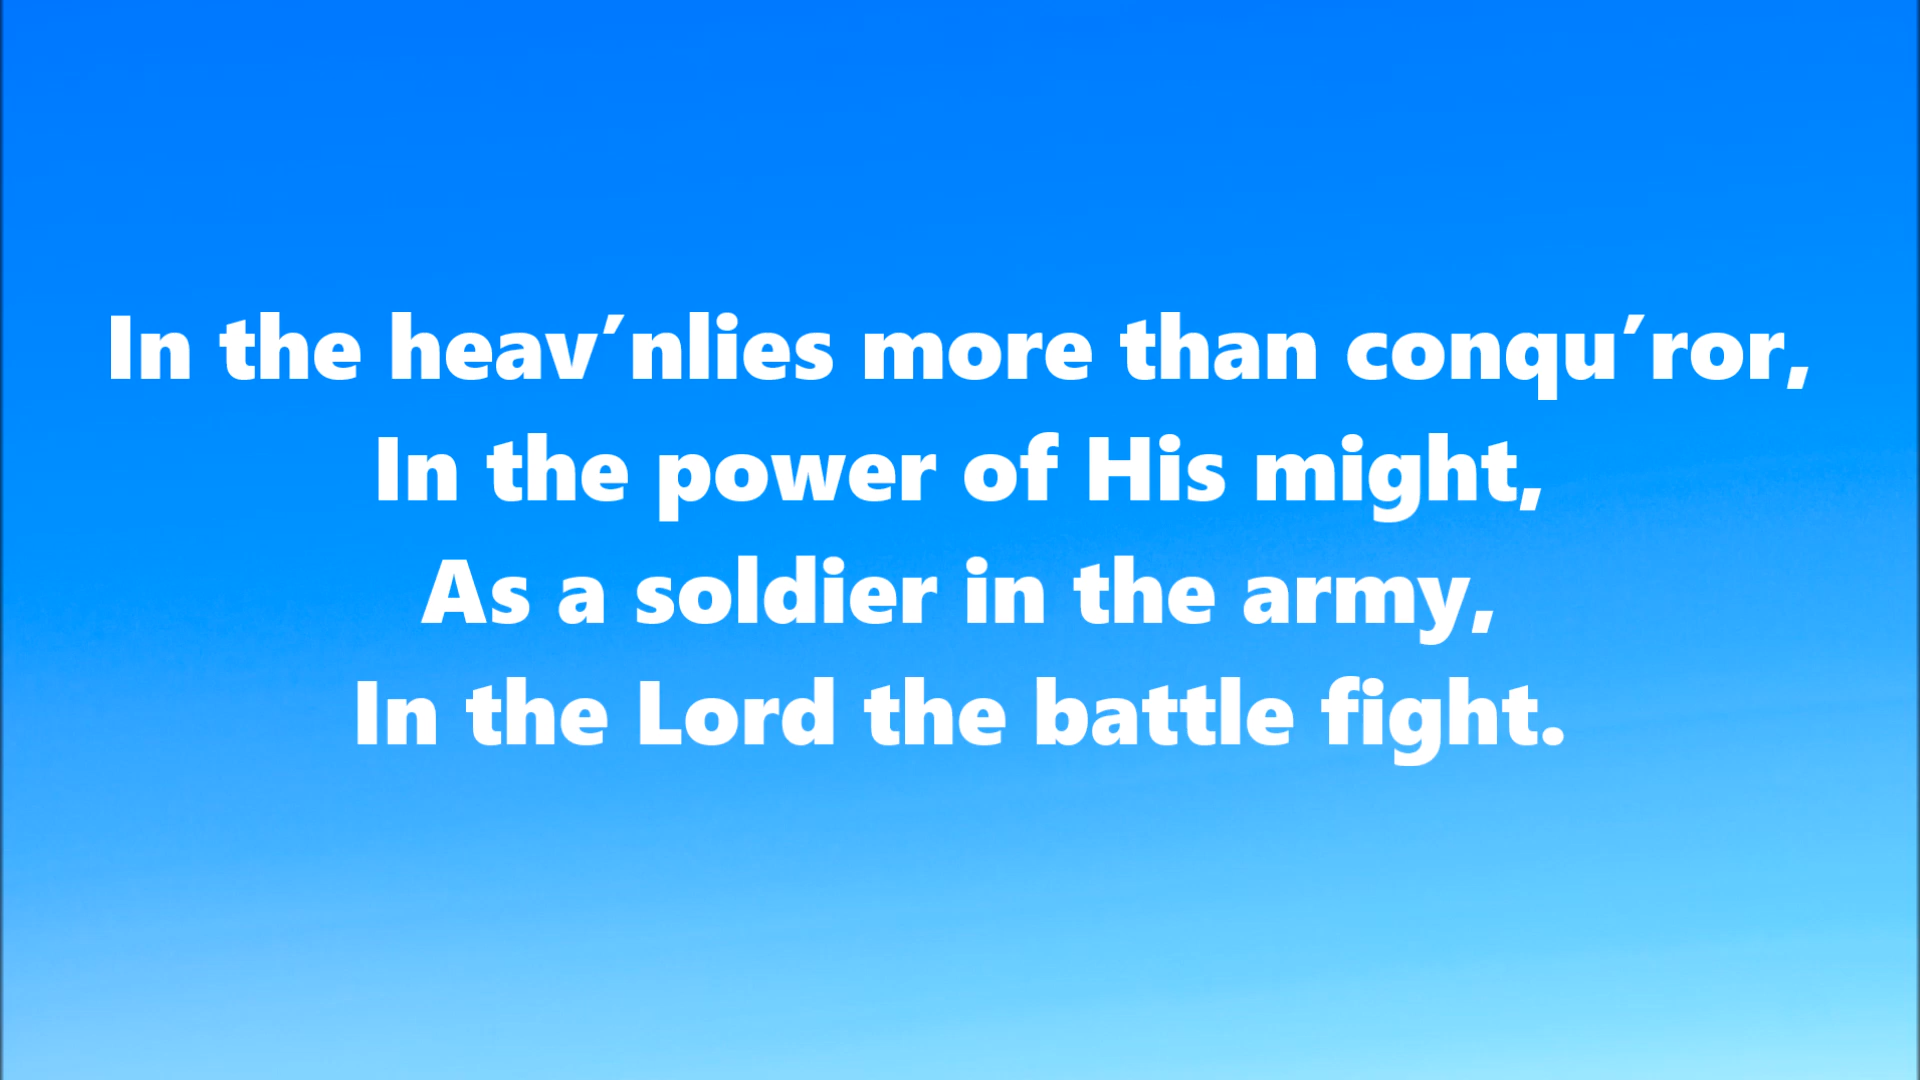 In the heav′nlies more than conqu′ror,
In the power of His might,
As a soldier in the army,
In the Lord the battle fight.